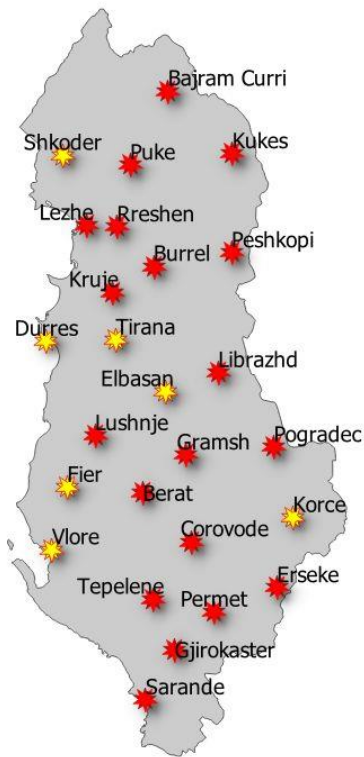 Bajram Curri
Shkoder
Puke
Kukes
Lezhe
Rreshen
Burrel
Peshkopi
Kruje
Durres
Tirana
Librazhd
Elbasan
Lushnje
Gramsh
Pogradec
Fier
Berat
Korce
Vlore
Corovode
Erseke
Tepelene
Permet
Gjirokaster
Sarande